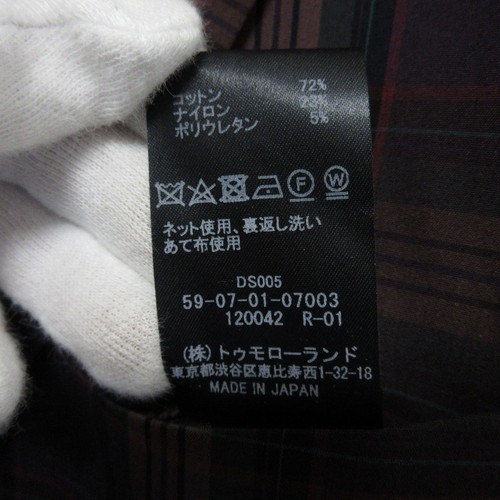 コットン 72%
ナイロン 23%
ポリウレタン 5%
F W
ネット使用、裏返し洗い
あて布使用
DS005
59-07-01-07003
120042 R-01
(株)トゥモローランド
東京都渋谷区恵比寿西1-32-18
MADE IN JAPAN